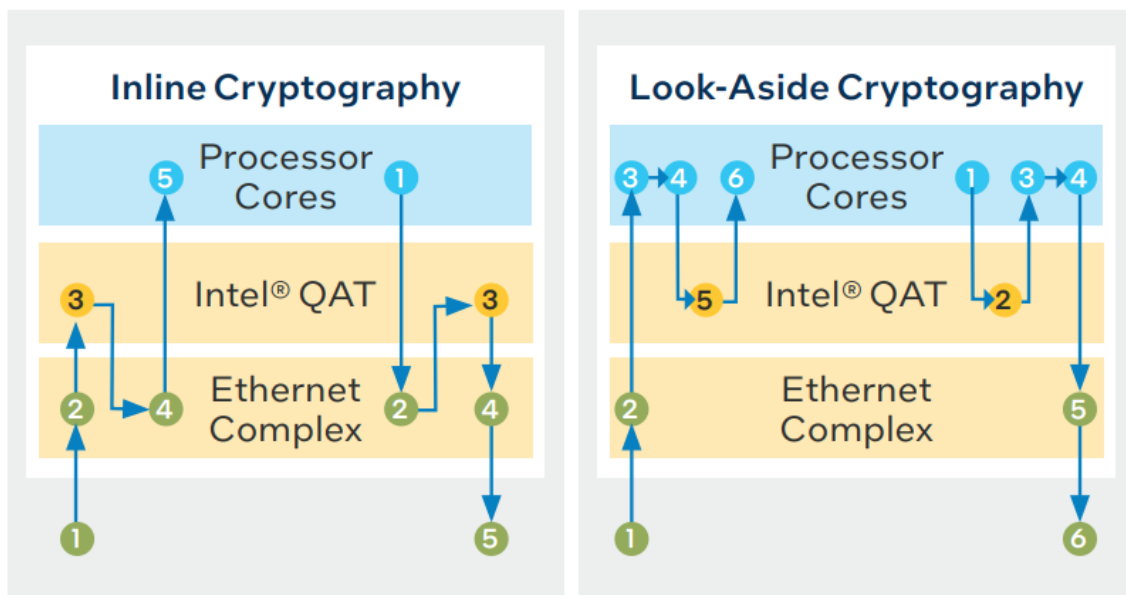 Inline Cryptography
Processor
Cores
5
1
Intel® QAT
3
3
Ethernet
Complex
2
4
2
4
1
5
Look-Aside Cryptography
Processor
Cores
3
4
6
1
3
4
Intel® QAT
5
2
Ethernet
Complex
2
5
1
6